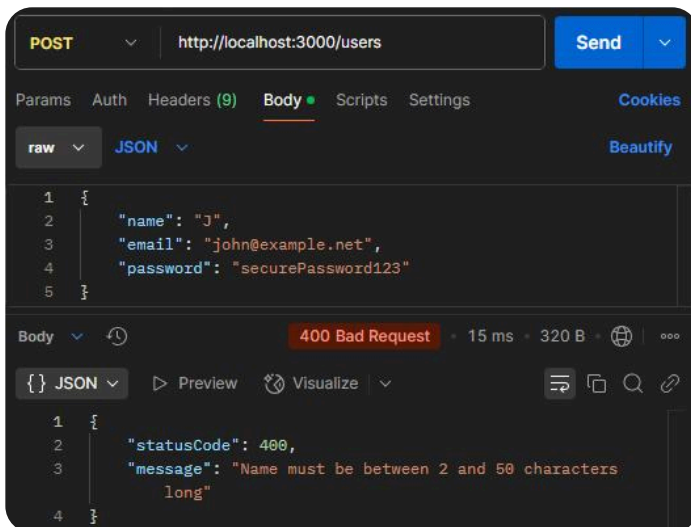 POST http://localhost:3000/users Send
Params Auth Headers (9) Body Scripts Settings Cookies
raw JSON Beautify
1 {
2 "name": "J",
3 "email": "john@example.net",
4 "password": "securePassword123"
5 }
Body 400 Bad Request 15 ms 320 B
{} JSON Preview Visualize
1 {
2 "statusCode": 400,
3 "message": "Name must be between 2 and 50 characters
long"
4 }